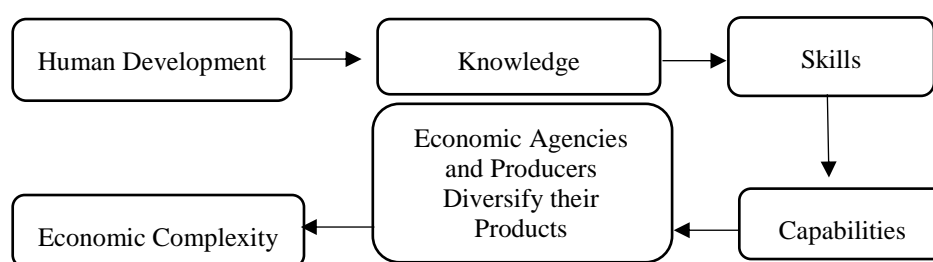 Human Development
Knowledge
Skills
Economic Agencies
and Producers
Diversify their
Products
Economic Complexity
Capabilities